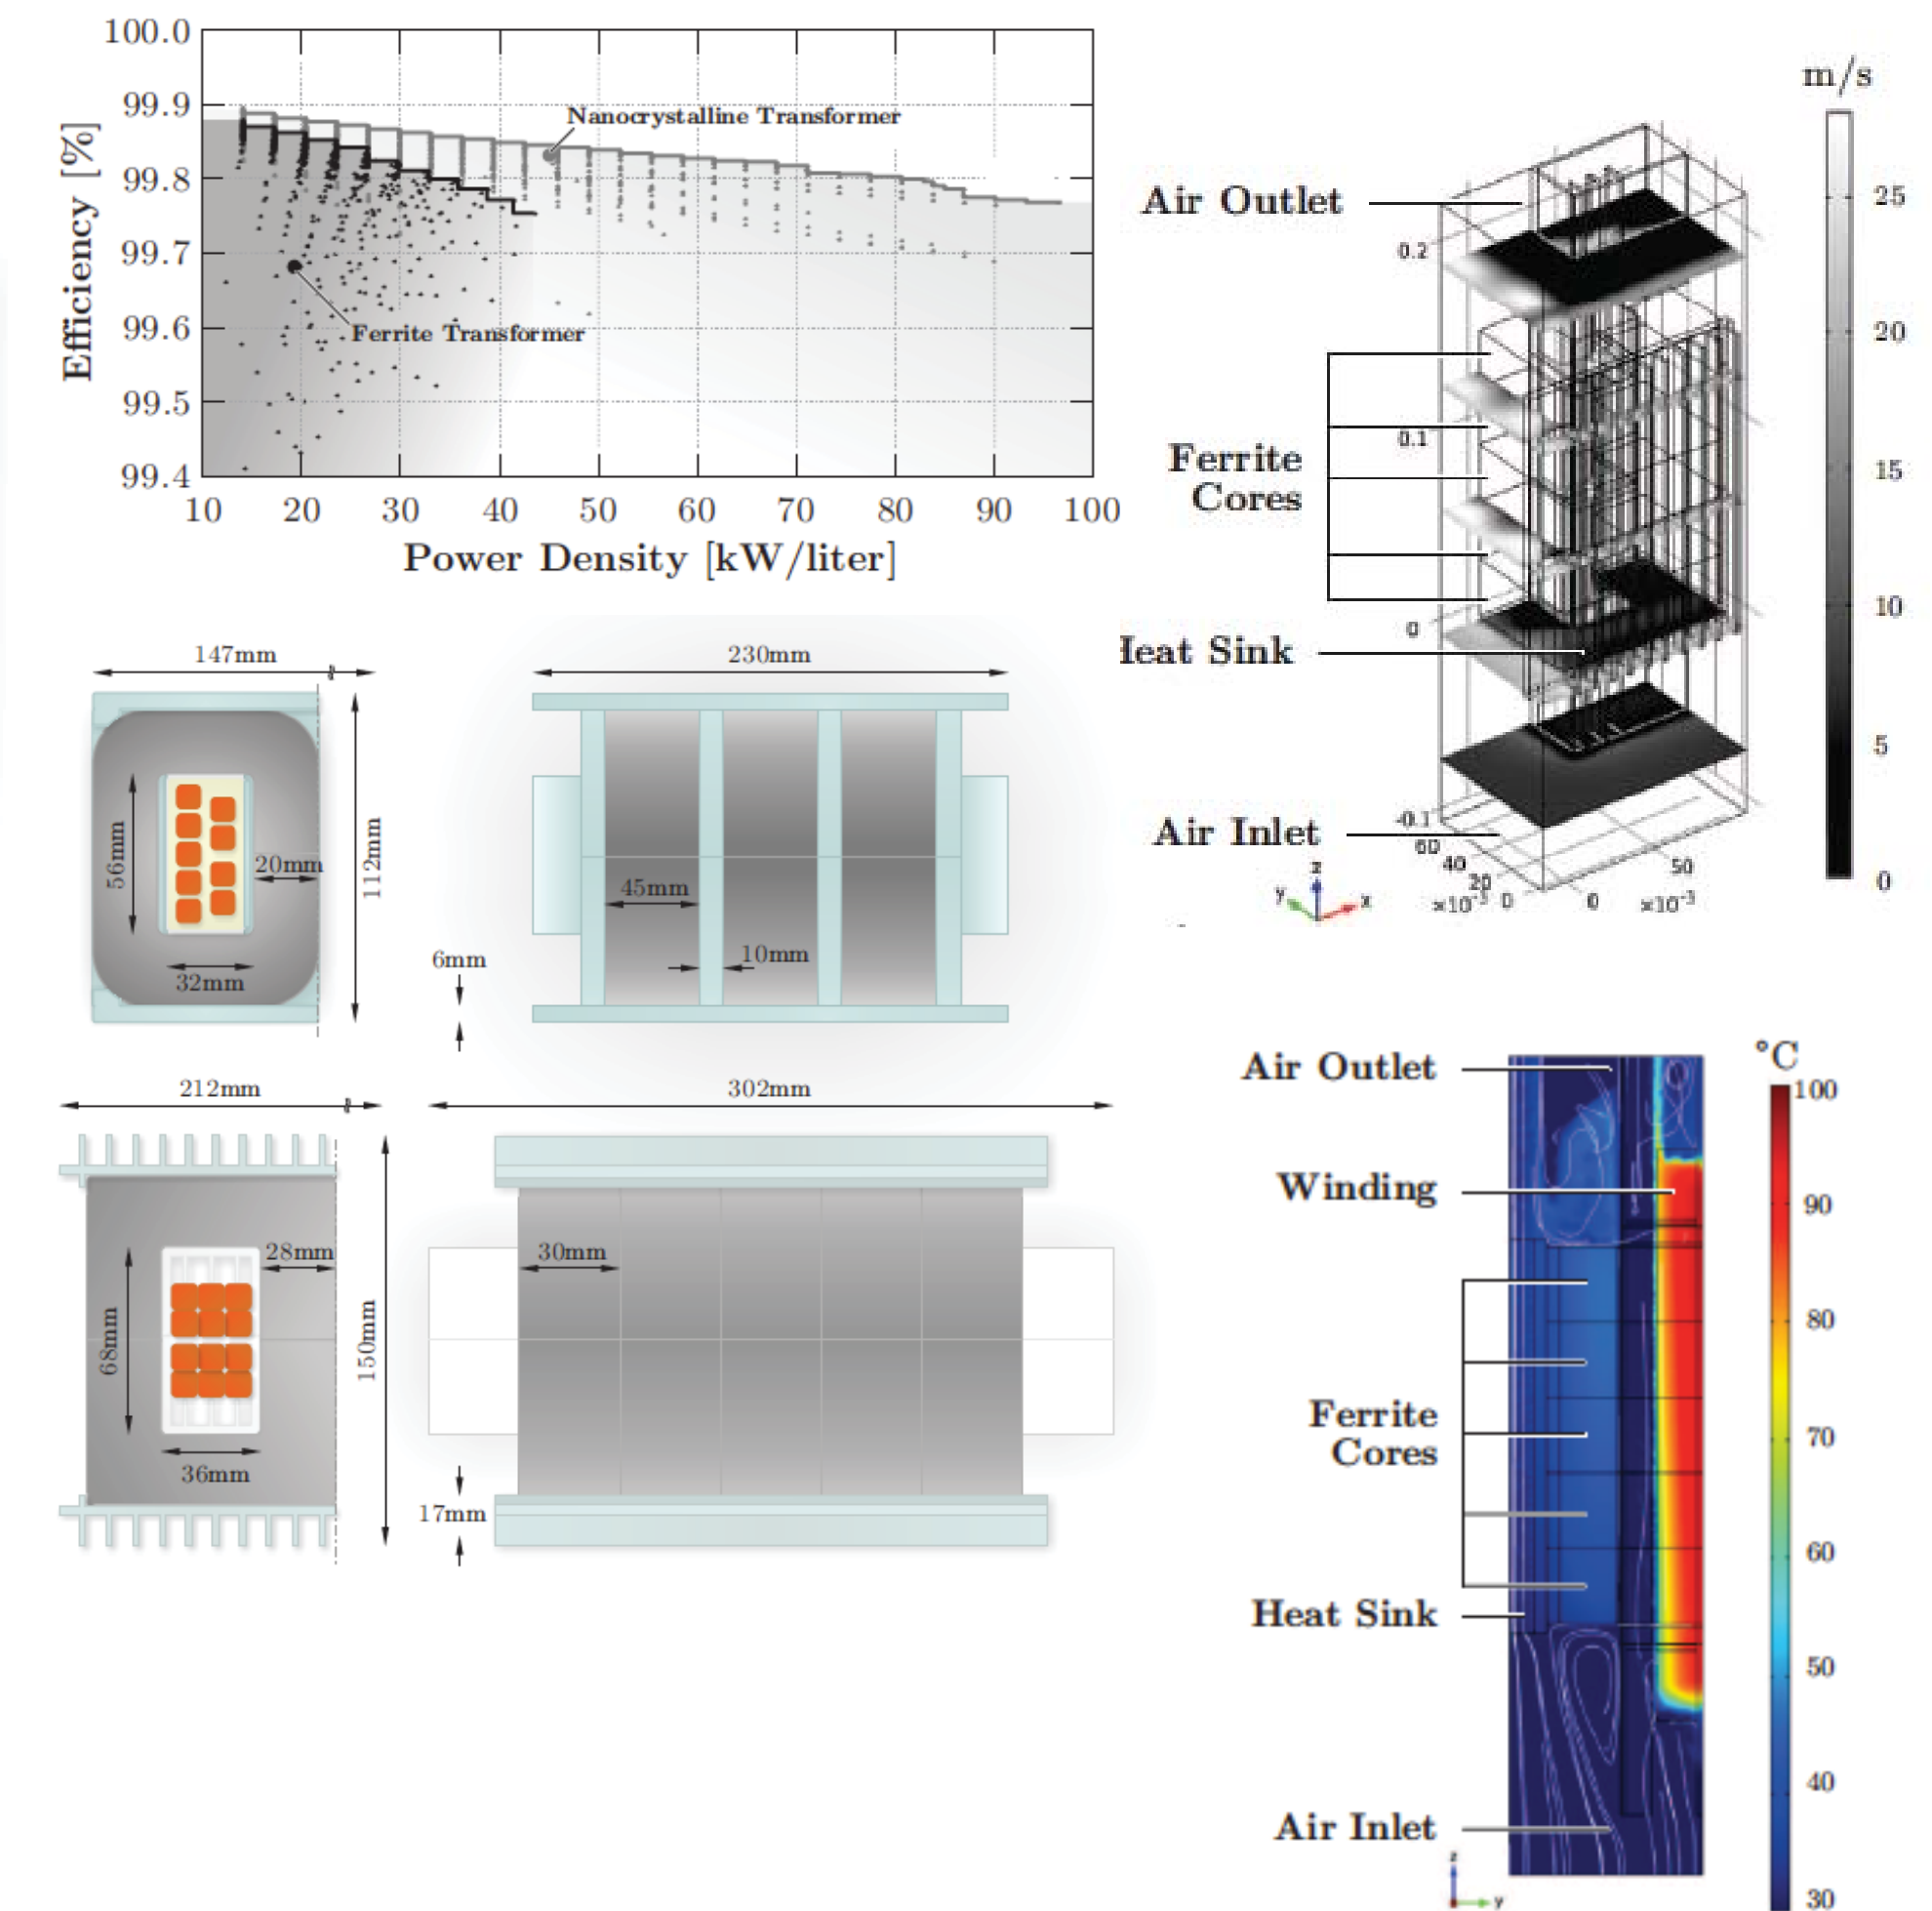 100.0
99.9
99.8
99.7
99.6
99.5
99.4
Efficiency [%]
Nanocrystalline Transformer
Ferrite Transformer
10 20 30 40 50 60 70 80 90 100
Power Density [kW/liter]
m/s
25
20
15
10
5
0
Air Outlet
0.2
0.1
Ferrite
Cores
0
Heat Sink
-0.1
Air Inlet
60
40
20
0
×10⁻³
0
50
×10⁻³
z
y
x
147mm
56mm
20mm
112mm
32mm
230mm
45mm
10mm
6mm
212mm
28mm
68mm
150mm
36mm
302mm
30mm
17mm
°C
100
90
80
70
60
50
40
30
Air Outlet
Winding
Ferrite
Cores
Heat Sink
Air Inlet
z
y